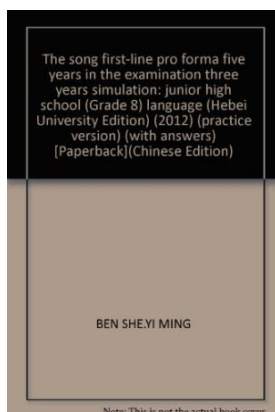 The song first-line pro forma five
years in the examination three
years simulation: junior high
school (Grade 8) language (Hebei
University Edition) (2012) (practice
version) (with answers)
[Paperback](Chinese Edition)
BEN SHE.YI MING
Note: This is not the actual book cover